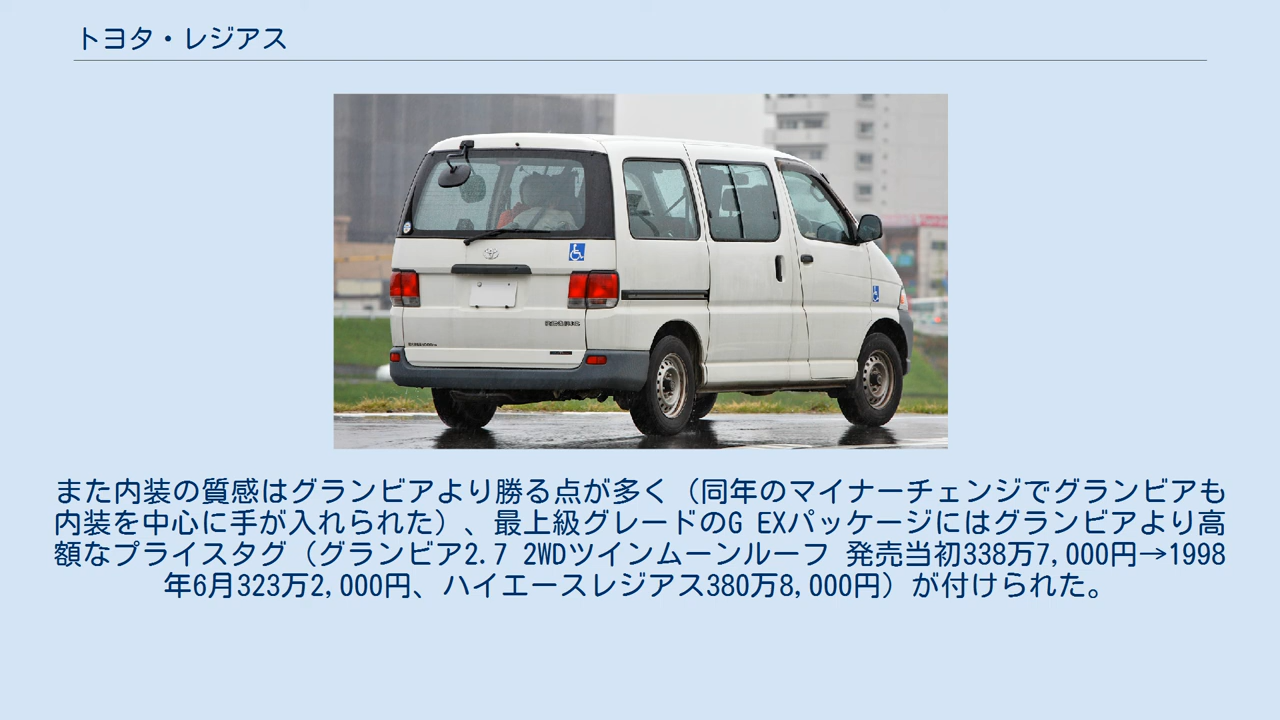 トヨタ・レジアス
また内装の質感はグランビアより勝る点が多く（同年のマイナーチェンジでグランビアも
内装を中心に手が入れられた）、最上級グレードのG EXパッケージにはグランビアより高
額なプライスタグ（グランビア2.7 2WDツインムーンルーフ 発売当初338万7,000円→1998
年6月323万2,000円、ハイエースレジアス380万8,000円）が付けられた。